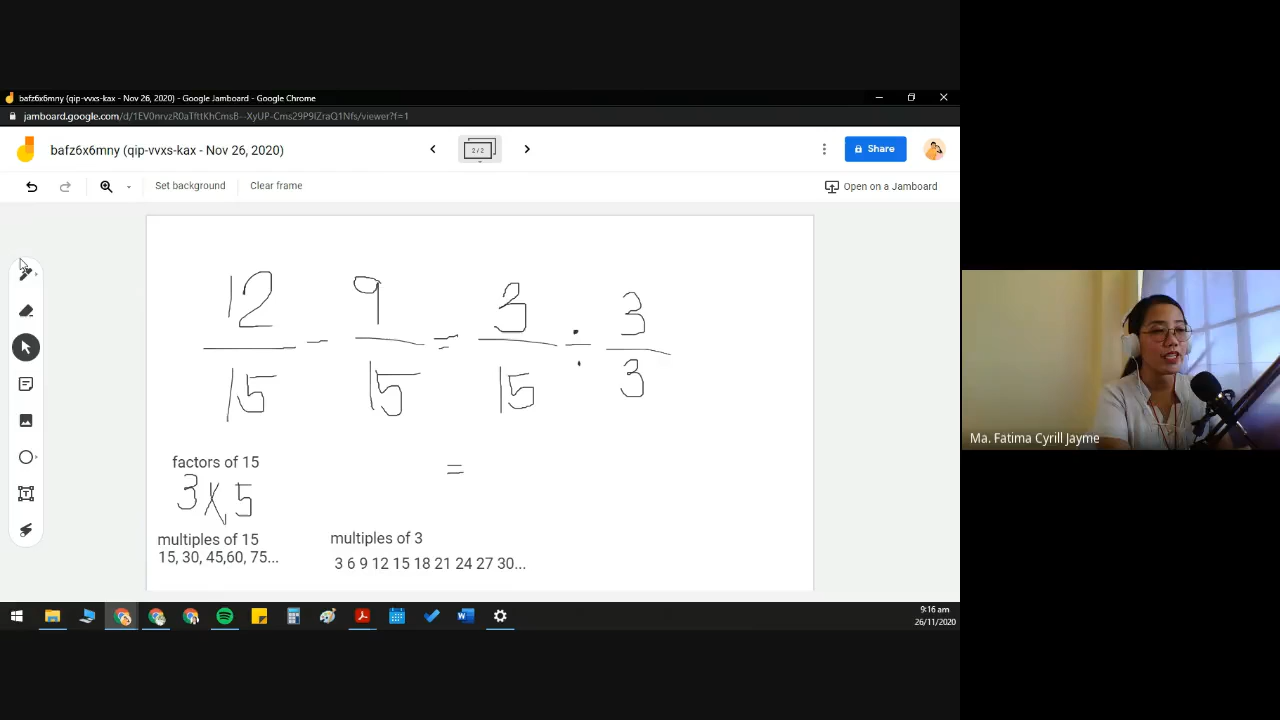 bafz6x6mny (qip-vvxs-kax - Nov 26, 2020) - Google Jamboard - Google Chrome
bafz6x6mny (qip-vvxs-kax - Nov 26, 2020)
2 / 2
Share
Set background
Clear frame
Open on a Jamboard
12 9 3 3
— - — = — ÷ —
15 15 15 3
factors of 15
3 x 5
=
multiples of 15
15, 30, 45,60, 75...
multiples of 3
3 6 9 12 15 18 21 24 27 30...
Ma. Fatima Cyrill Jayme
9:16 am
26/11/2020